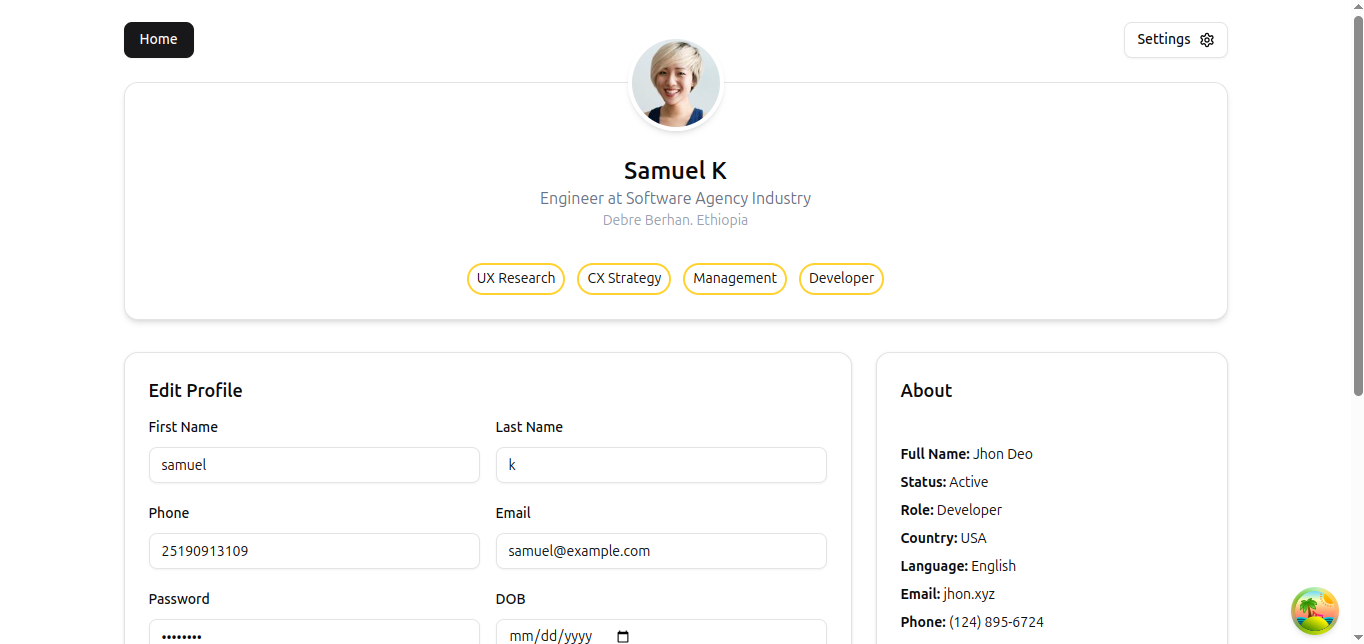 Home
Settings
Samuel K
Engineer at Software Agency Industry
Debre Berhan. Ethiopia
UX Research
CX Strategy
Management
Developer
Edit Profile
First Name
Last Name
samuel
k
Phone
Email
25190913109
samuel@example.com
Password
DOB
••••••••
mm/dd/yyyy
About
Full Name: Jhon Deo
Status: Active
Role: Developer
Country: USA
Language: English
Email: jhon.xyz
Phone: (124) 895-6724